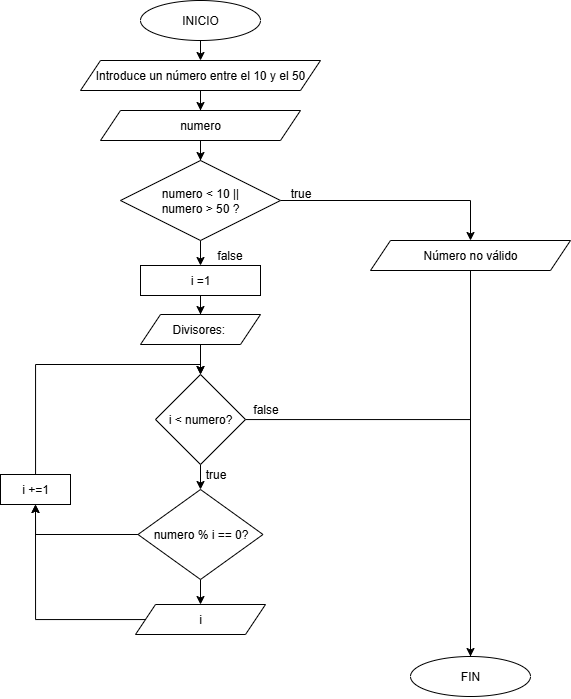 INICIO
Introduce un número entre el 10 y el 50
numero
numero < 10 ||
numero > 50 ?
true
false
Número no válido
i =1
Divisores:
i < numero?
false
true
i +=1
numero % i == 0?
i
FIN